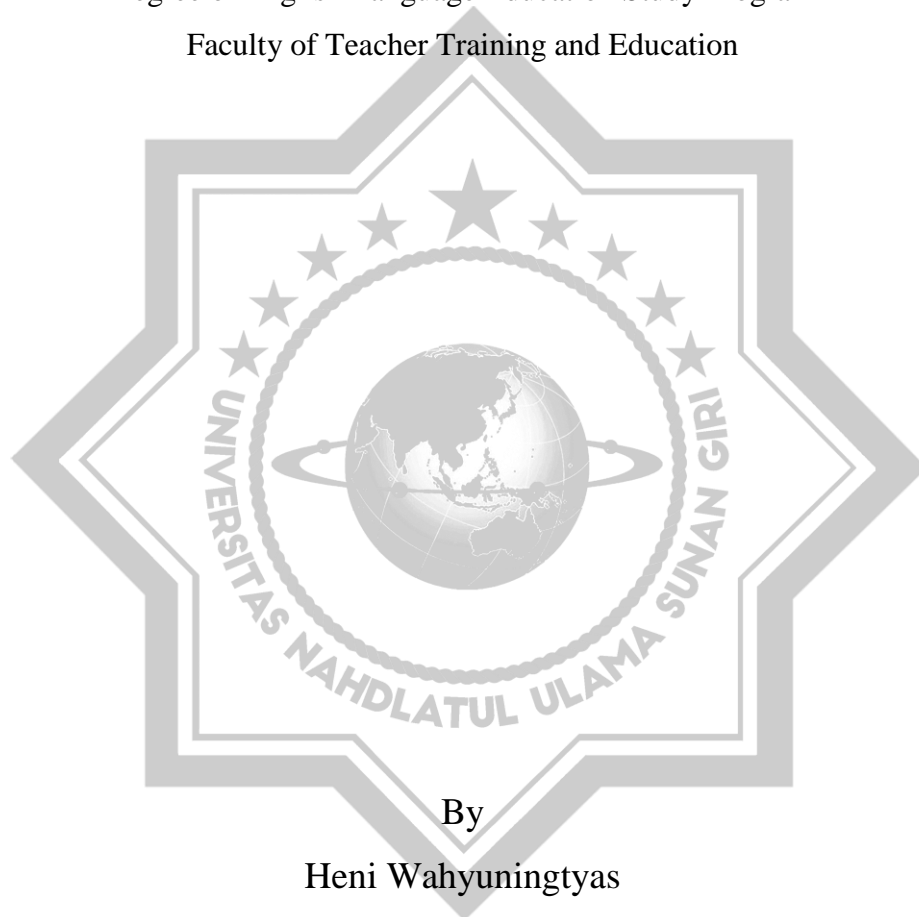 Faculty of Teacher Training and Education
UNIVERSITAS NAHDLATUL ULAMA SUNAN GIRI
By
Heni Wahyuningtyas